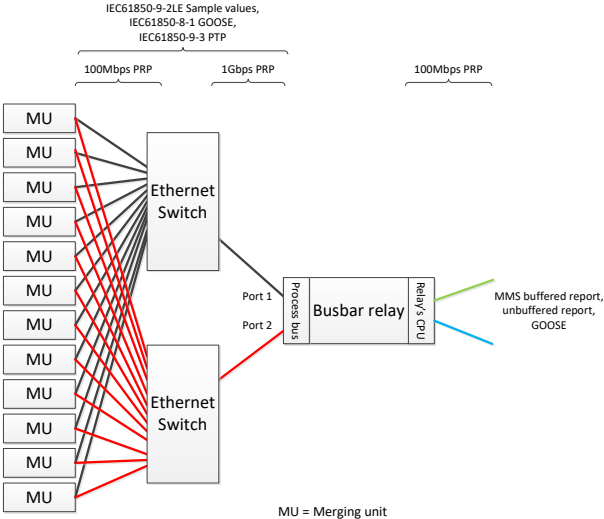 IEC61850-9-2LE Sample values,
IEC61850-8-1 GOOSE,
IEC61850-9-3 PTP
100Mbps PRP
1Gbps PRP
100Mbps PRP
MU
MU
MU
MU
MU
MU
MU
MU
MU
MU
MU
MU
Ethernet
Switch
Ethernet
Switch
Port 1
Port 2
Process bus
Busbar relay
Relay's CPU
MMS buffered report,
unbuffered report,
GOOSE
MU = Merging unit